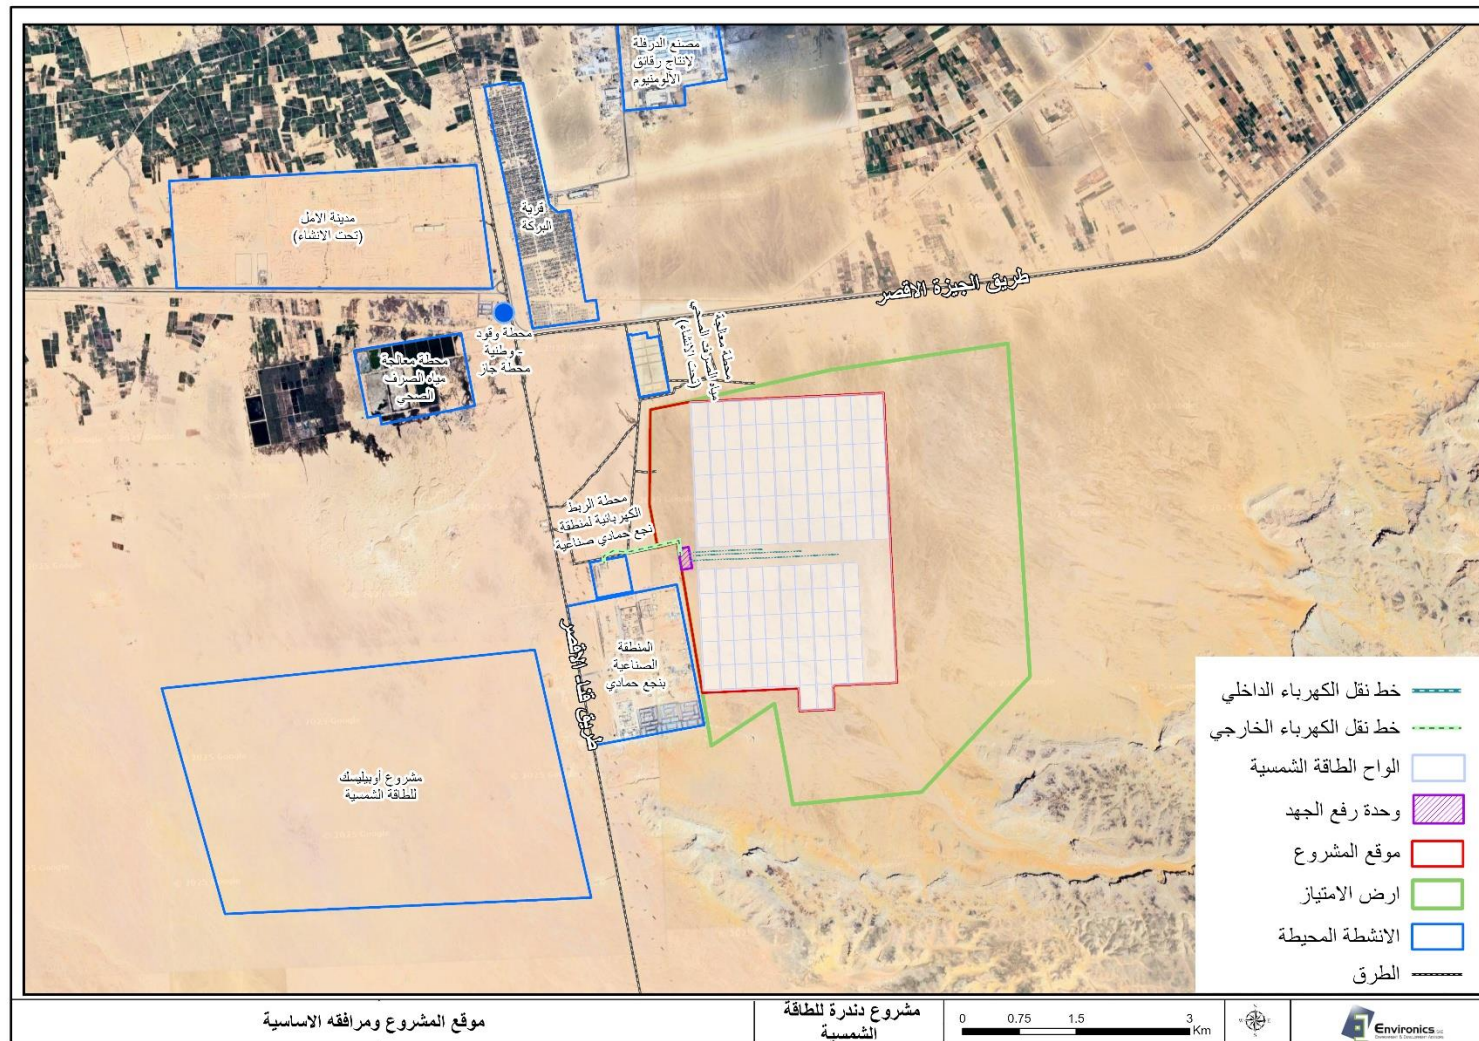 مصنع الدرفلة
لانتاج رقائق
الالومنيوم
مدينة الامل
(تحت الانشاء)
قرية
البركة
طريق الجيزة الاقصر
محطة وقود
- وطنية
محطة جاز
محطة معالجة
مياه الصرف
الصحي
محطة معالجة
مياه الصرف الصحي
(تحت الانشاء)
محطة الربط
الكهربائية لمنطقة
نجع حمادي صناعية
المنطقة
الصناعية
بنجع حمادي
طريق قنا- الاقصر
مشروع أوبيليسك
للطاقة الشمسية
خط نقل الكهرباء الداخلي
خط نقل الكهرباء الخارجي
الواح الطاقة الشمسية
وحدة رفع الجهد
موقع المشروع
ارض الامتياز
الانشطة المحيطة
الطرق
موقع المشروع ومرافقه الاساسية
مشروع دندرة للطاقة
الشمسية
0 0.75 1.5 3
Km
Environics